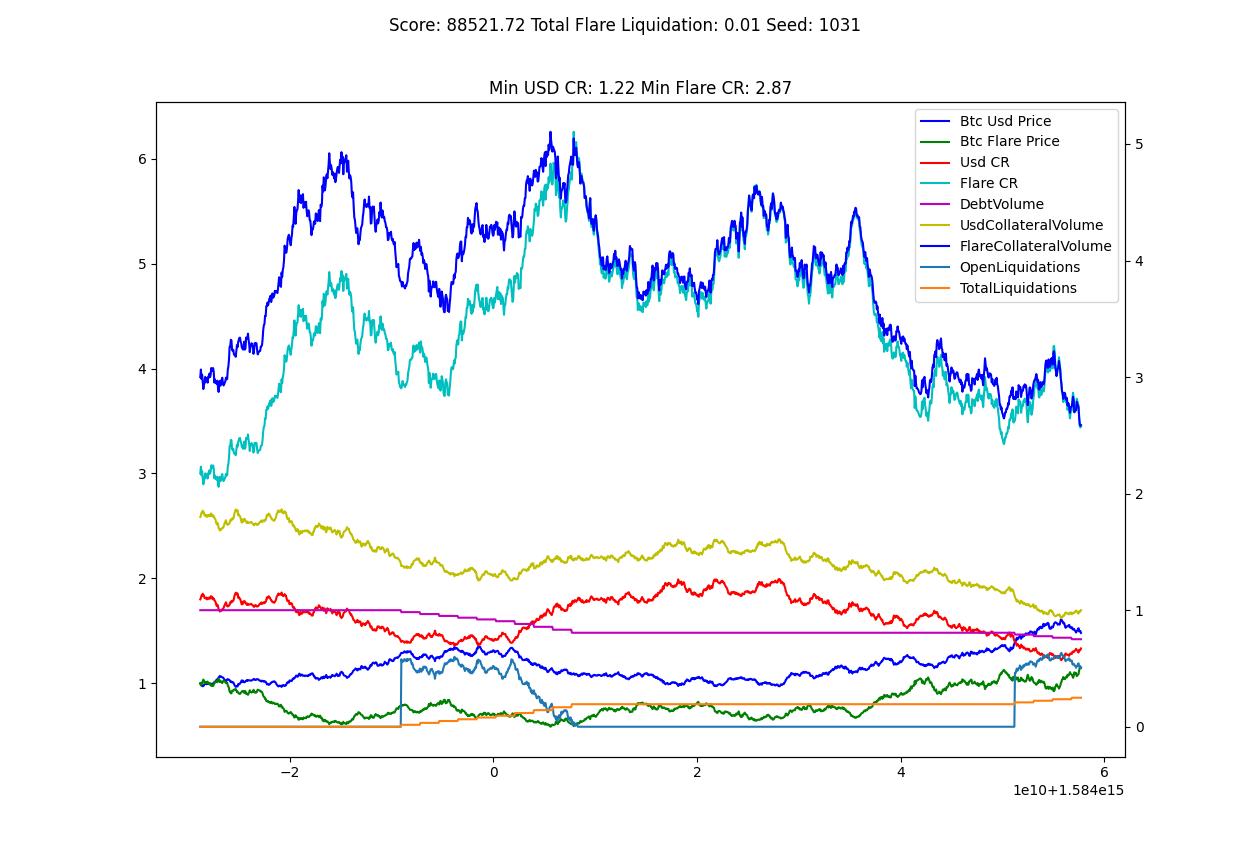 Score: 88521.72 Total Flare Liquidation: 0.01 Seed: 1031
Min USD CR: 1.22 Min Flare CR: 2.87
Btc Usd Price
Btc Flare Price
Usd CR
Flare CR
DebtVolume
UsdCollateralVolume
FlareCollateralVolume
OpenLiquidations
TotalLiquidations
6
5
4
3
2
1
5
4
3
2
1
0
−2
0
2
4
6
1e10+1.584e15